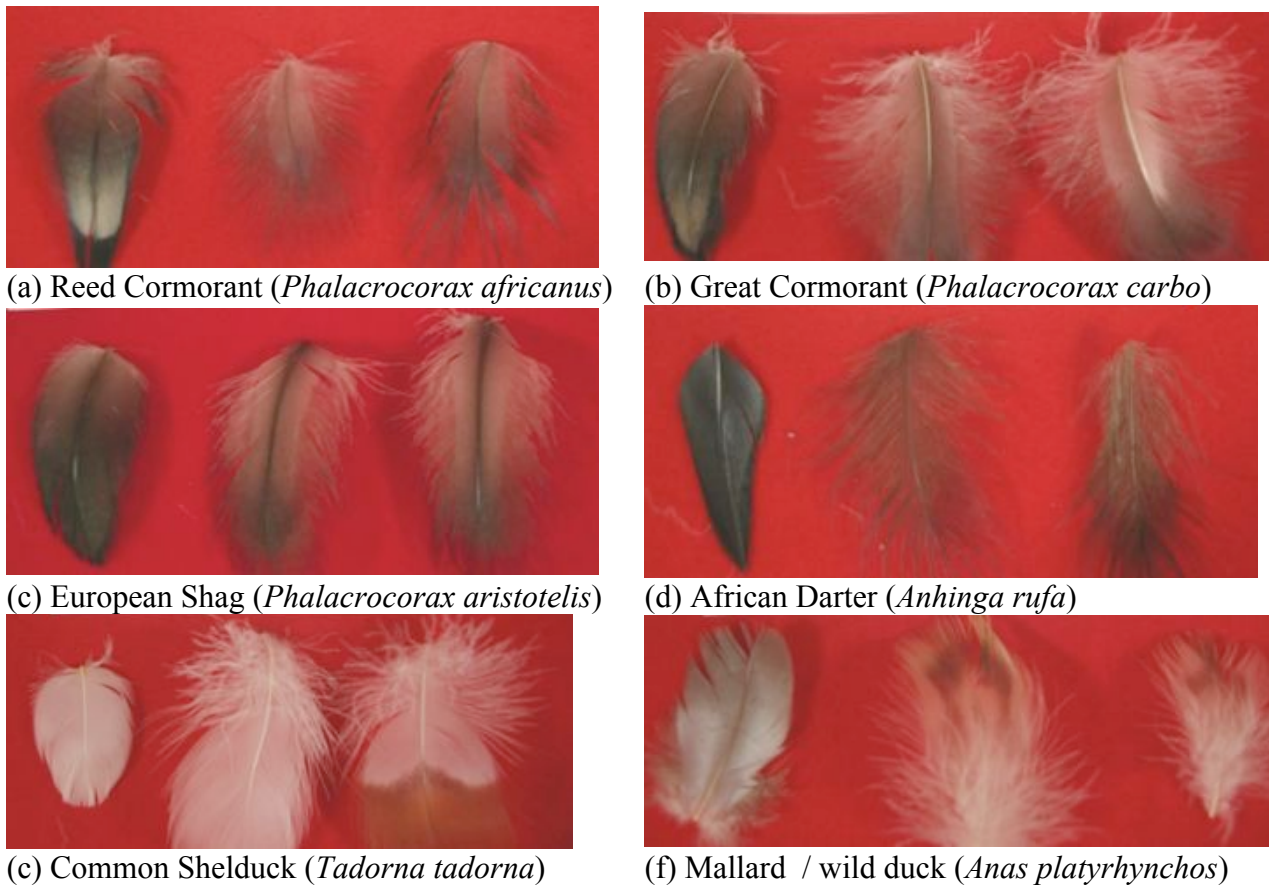 (a) Reed Cormorant (Phalacrocorax africanus)
(b) Great Cormorant (Phalacrocorax carbo)
(c) European Shag (Phalacrocorax aristotelis)
(d) African Darter (Anhinga rufa)
(c) Common Shelduck (Tadorna tadorna)
(f) Mallard / wild duck (Anas platyrhynchos)